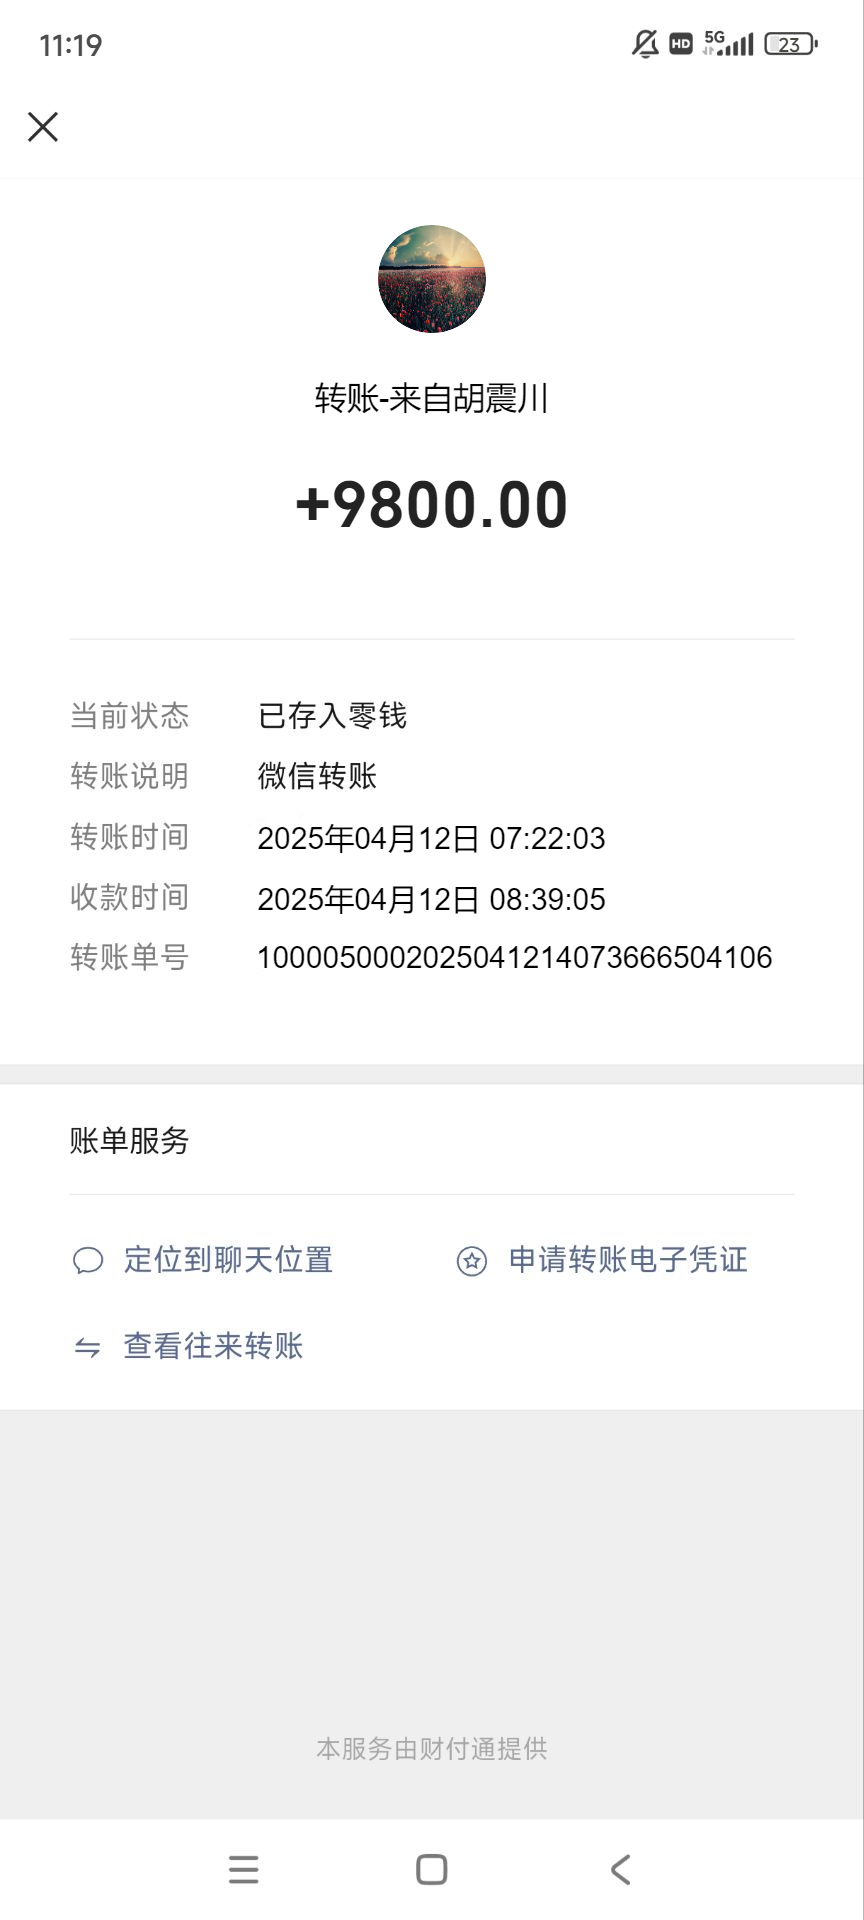 11:19
HD 5G 23
转账-来自胡震川
+9800.00
当前状态 已存入零钱
转账说明 微信转账
转账时间 2025年04月12日 07:22:03
收款时间 2025年04月12日 08:39:05
转账单号 1000050002025041214073666504106
账单服务
定位到聊天位置 申请转账电子凭证
查看往来转账
本服务由财付通提供